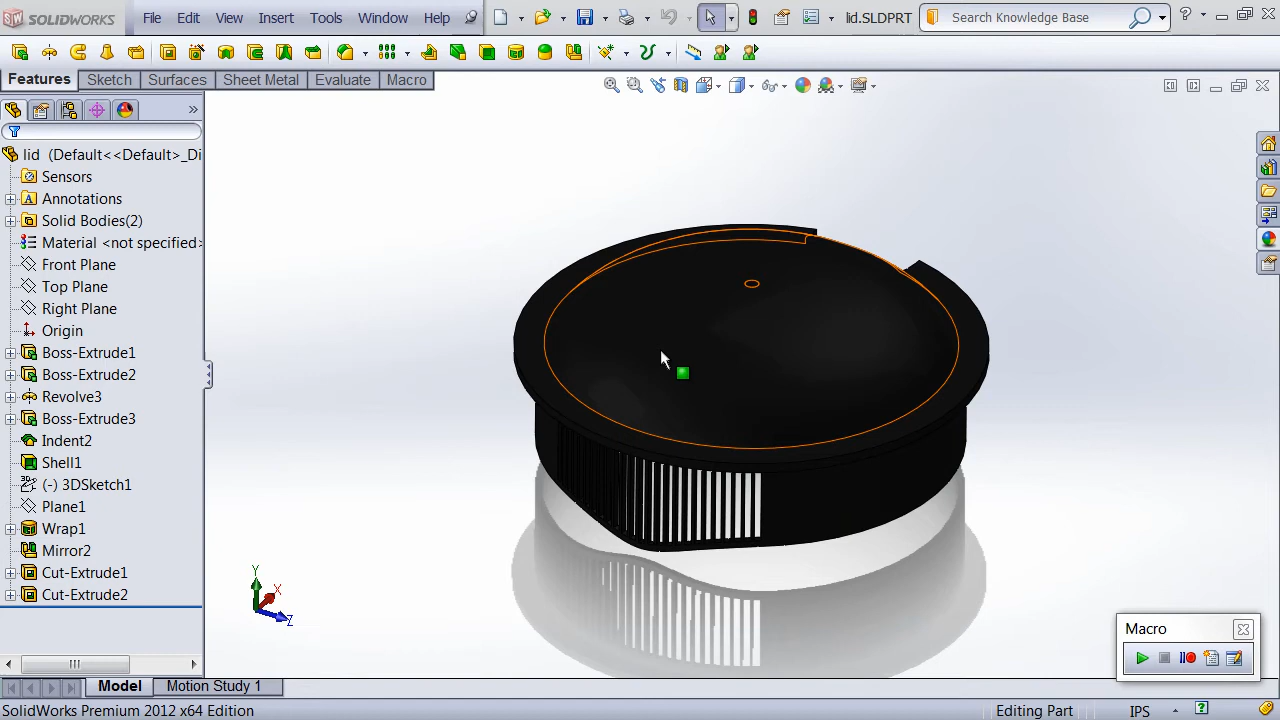 SOLIDWORKS File Edit View Insert Tools Window Help lid.SLDPRT Search Knowledge Base
Features Sketch Surfaces Sheet Metal Evaluate Macro
lid (Default<<Default>_Di
Sensors
Annotations
Solid Bodies(2)
Material <not specified>
Front Plane
Top Plane
Right Plane
Origin
Boss-Extrude1
Boss-Extrude2
Revolve3
Boss-Extrude3
Indent2
Shell1
(-) 3DSketch1
Plane1
Wrap1
Mirror2
Cut-Extrude1
Cut-Extrude2
Y
X
Z
Macro
Model Motion Study 1
SolidWorks Premium 2012 x64 Edition Editing Part IPS